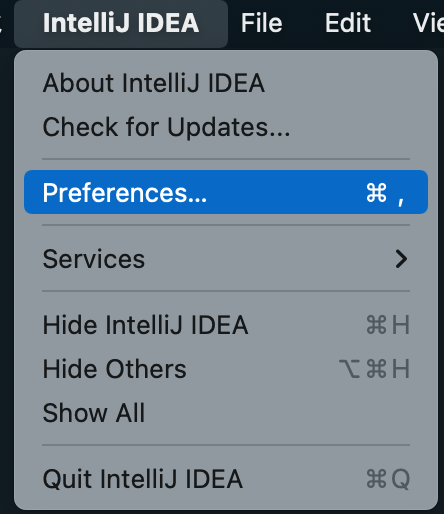 IntelliJ IDEA File Edit
About IntelliJ IDEA
Check for Updates...
Preferences... ⌘ ,
Services
Hide IntelliJ IDEA ⌘H
Hide Others ⌥⌘H
Show All
Quit IntelliJ IDEA ⌘Q